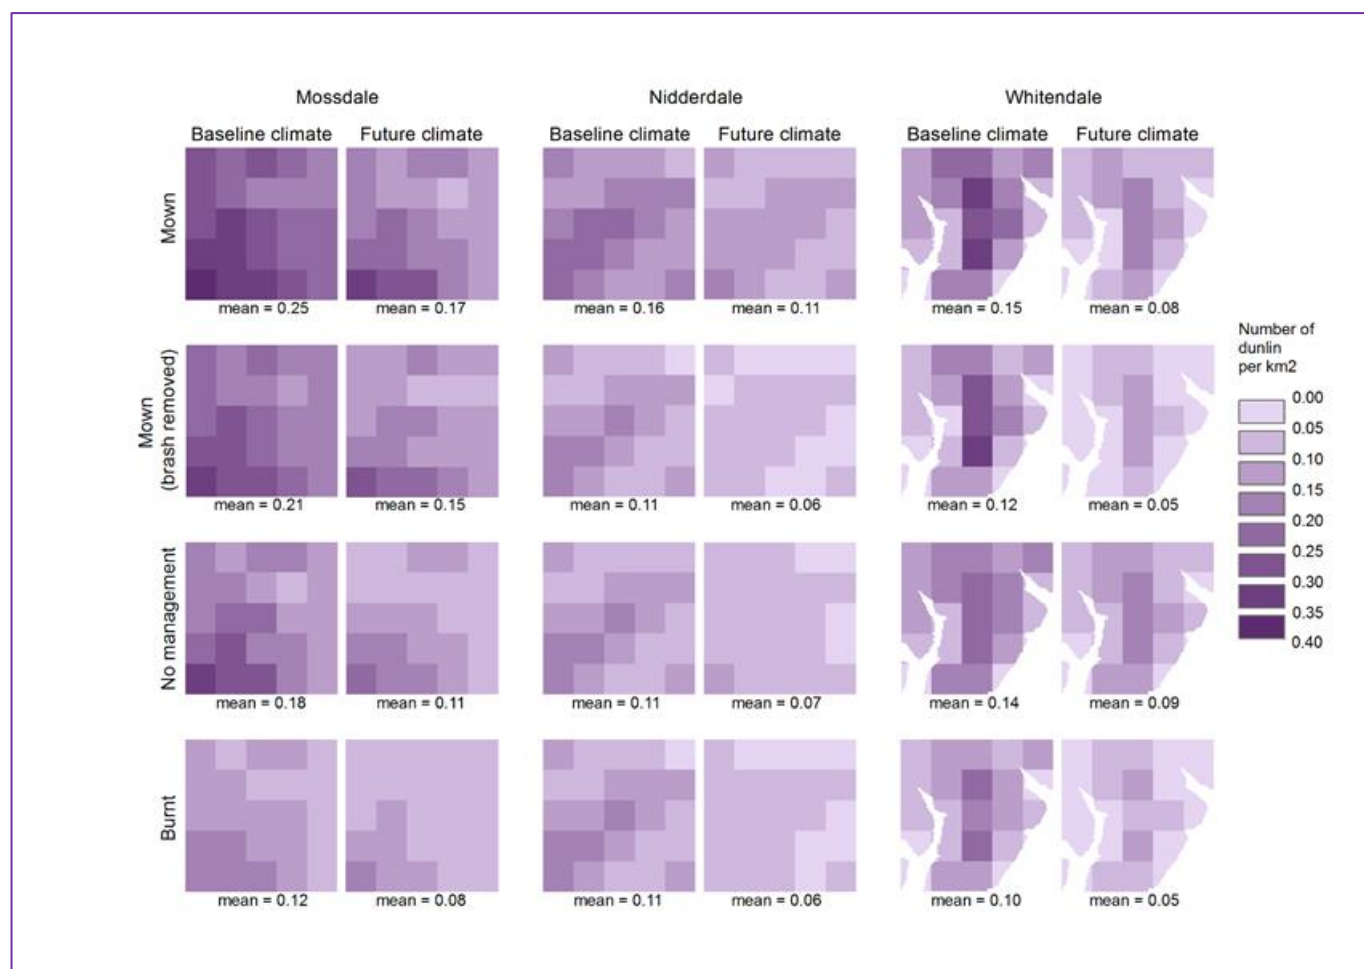 Mossdale
Nidderdale
Whitendale
Baseline climate
Future climate
Baseline climate
Future climate
Baseline climate
Future climate
Mown
mean = 0.25
mean = 0.17
mean = 0.16
mean = 0.11
mean = 0.15
mean = 0.08
Mown
(brash removed)
mean = 0.21
mean = 0.15
mean = 0.11
mean = 0.06
mean = 0.12
mean = 0.05
No management
mean = 0.18
mean = 0.11
mean = 0.11
mean = 0.07
mean = 0.14
mean = 0.09
Burnt
mean = 0.12
mean = 0.08
mean = 0.11
mean = 0.06
mean = 0.10
mean = 0.05
Number of
dunlin
per km2
0.00
0.05
0.10
0.15
0.20
0.25
0.30
0.35
0.40